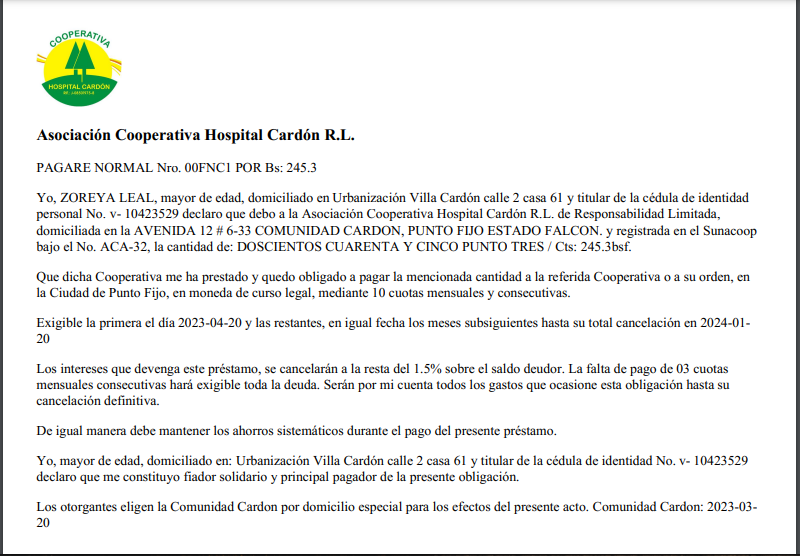 COOPERATIVA
HOSPITAL CARDÓN
Asociación Cooperativa Hospital Cardón R.L.
PAGARE NORMAL Nro. 00FNC1 POR Bs: 245.3
Yo, ZOREYA LEAL, mayor de edad, domiciliado en Urbanización Villa Cardón calle 2 casa 61 y titular de la cédula de identidad
personal No. v- 10423529 declaro que debo a la Asociación Cooperativa Hospital Cardón R.L. de Responsabilidad Limitada,
domiciliada en la AVENIDA 12 # 6-33 COMUNIDAD CARDON, PUNTO FIJO ESTADO FALCON. y registrada en el Sunacoop
bajo el No. ACA-32, la cantidad de: DOSCIENTOS CUARENTA Y CINCO PUNTO TRES / Cts: 245.3bsf.
Que dicha Cooperativa me ha prestado y quedo obligado a pagar la mencionada cantidad a la referida Cooperativa o a su orden, en
la Ciudad de Punto Fijo, en moneda de curso legal, mediante 10 cuotas mensuales y consecutivas.
Exigible la primera el día 2023-04-20 y las restantes, en igual fecha los meses subsiguientes hasta su total cancelación en 2024-01-
20
Los intereses que devenga este préstamo, se cancelarán a la resta del 1.5% sobre el saldo deudor. La falta de pago de 03 cuotas
mensuales consecutivas hará exigible toda la deuda. Serán por mi cuenta todos los gastos que ocasione esta obligación hasta su
cancelación definitiva.
De igual manera debe mantener los ahorros sistemáticos durante el pago del presente préstamo.
Yo, mayor de edad, domiciliado en: Urbanización Villa Cardón calle 2 casa 61 y titular de la cédula de identidad No. v- 10423529
declaro que me constituyo fiador solidario y principal pagador de la presente obligación.
Los otorgantes eligen la Comunidad Cardon por domicilio especial para los efectos del presente acto. Comunidad Cardon: 2023-03-
20